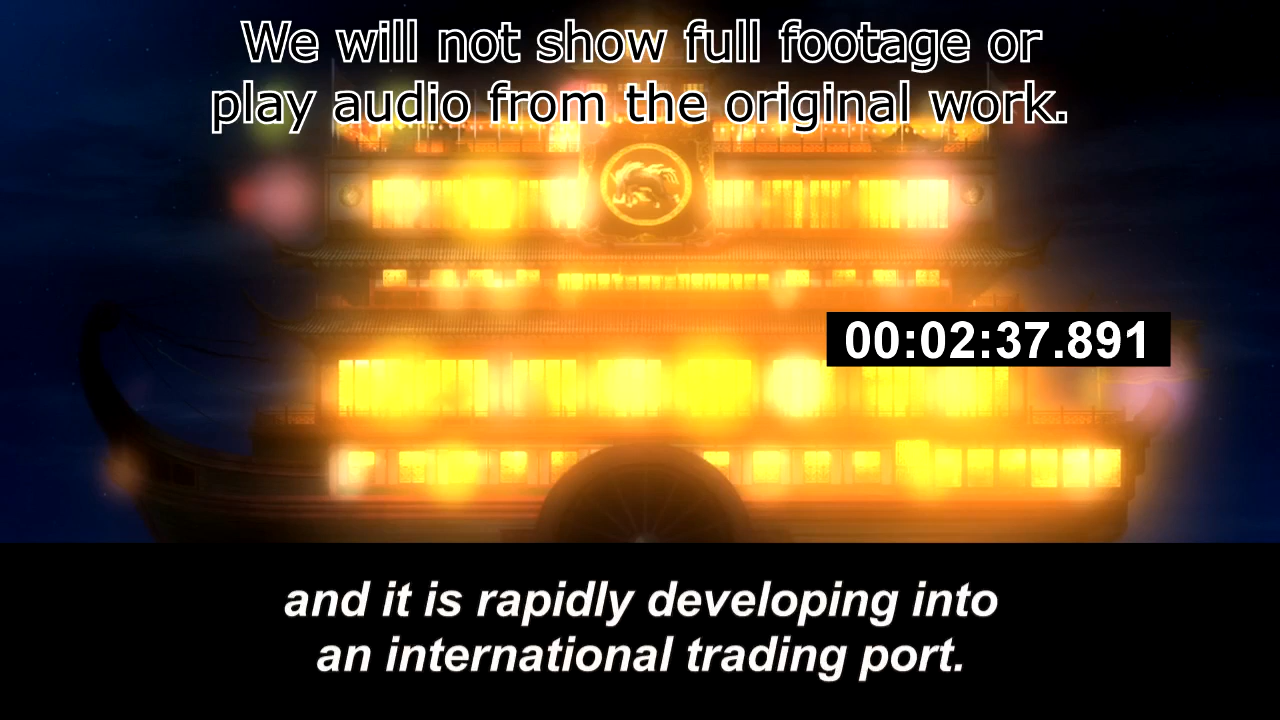 We will not show full footage or
play audio from the original work.
00:02:37.891
and it is rapidly developing into
an international trading port.